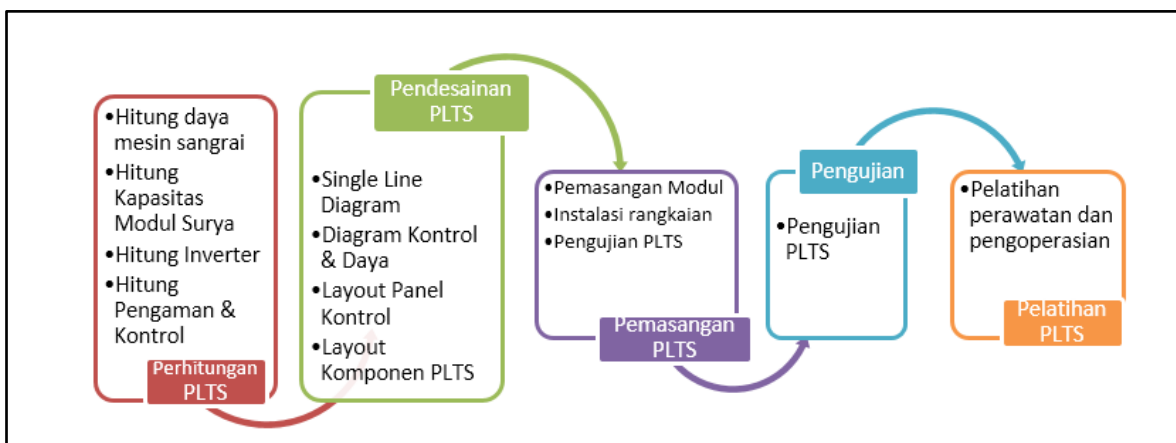 •Hitung daya
mesin sangrai
•Hitung
Kapasitas
Modul Surya
•Hitung Inverter
•Hitung
Pengaman &
Kontrol
Perhitungan
PLTS
Pendesainan
PLTS
•Single Line
Diagram
•Diagram Kontrol
& Daya
•Layout Panel
Kontrol
•Layout
Komponen PLTS
•Pemasangan Modul
•Instalasi rangkaian
•Pengujian PLTS
Pemasangan
PLTS
Pengujian
•Pengujian
PLTS
•Pelatihan
perawatan dan
pengoperasian
Pelatihan
PLTS